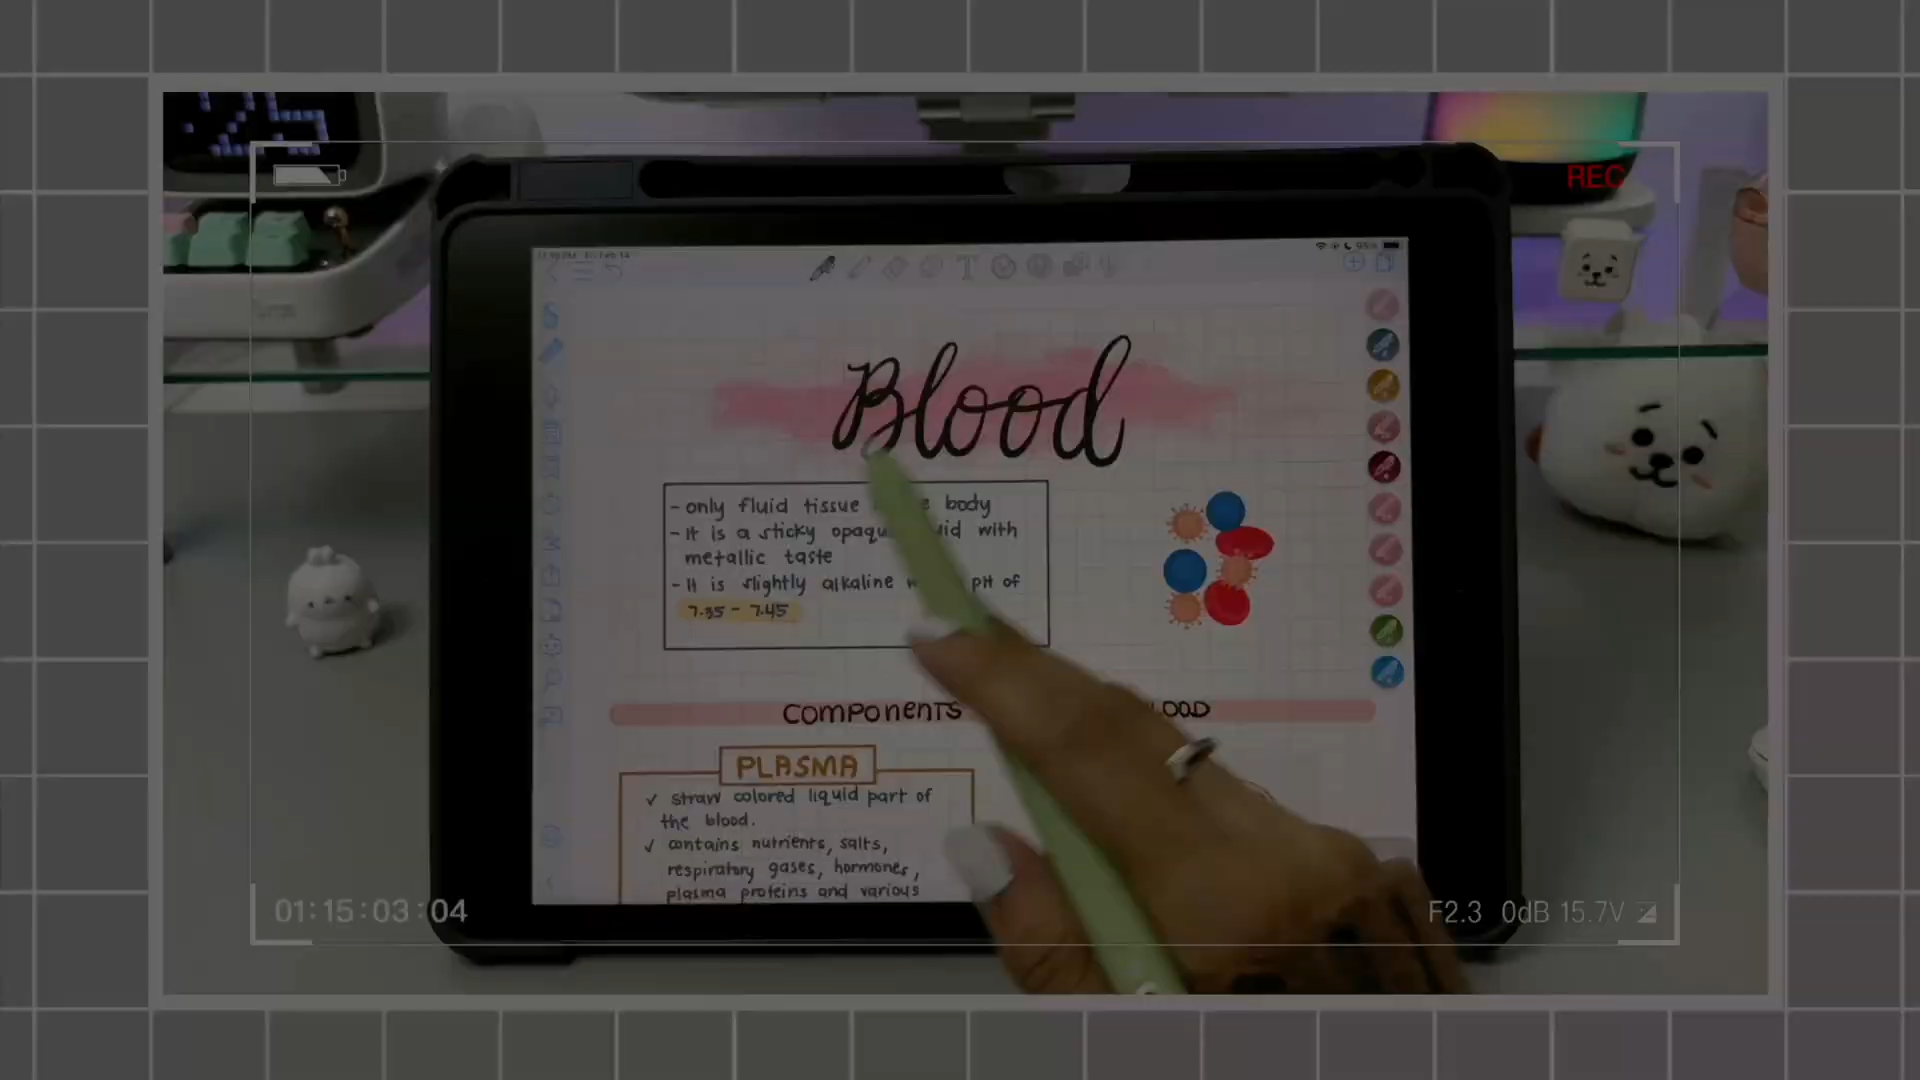 25
REC
95%
Blood
- only fluid tissue body
- It is a sticky opaqu with
metallic taste
- It is slightly alkaline pH of
7.35 - 7.45
COMPONENTS
PLASMA
✓ straw colored liquid part of
the blood.
✓ contains nutrients, salts,
respiratory gases, hormones,
plasma proteins and various
01:15:03:04
F2.3 0dB 15.7V